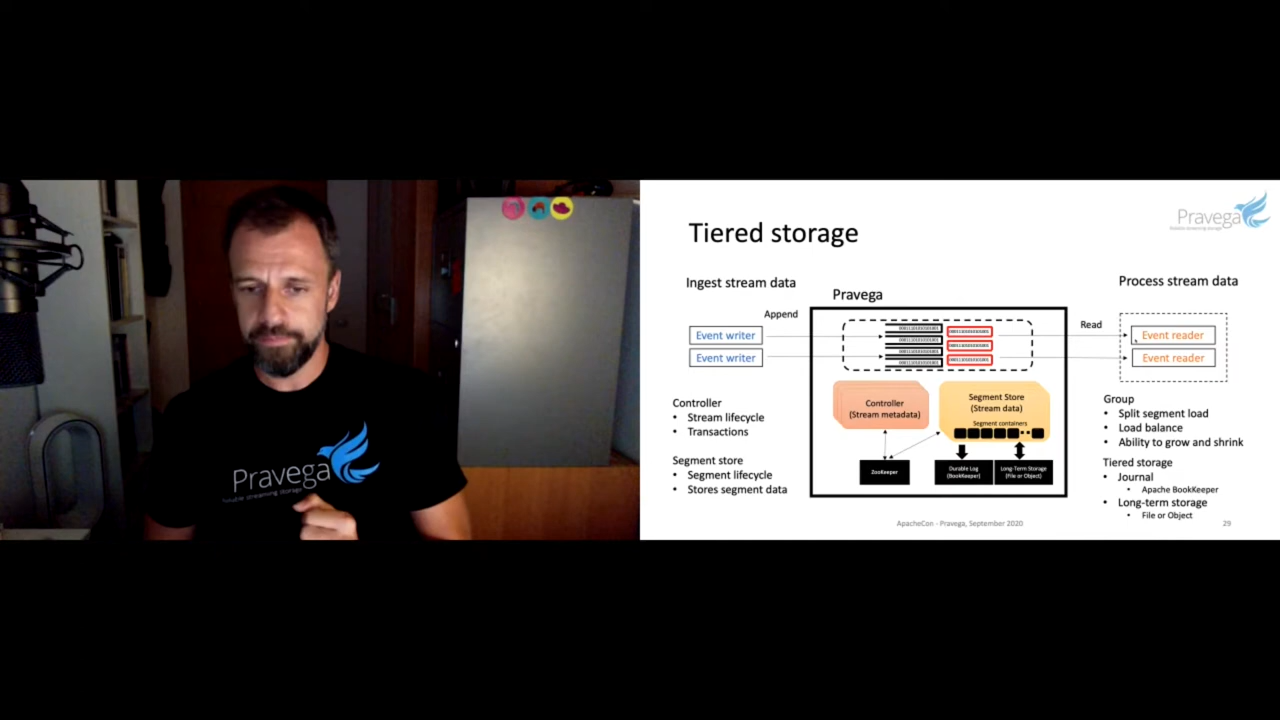 Pravega
Tiered storage
Pravega
Ingest stream data
Process stream data
Pravega
Append
Read
Event writer
Event writer
Event reader
Event reader
Controller
(Stream metadata)
Segment Store
(Stream data)
Segment containers
ZooKeeper
Durable Log
(BookKeeper)
Long-Term Storage
(File or Object)
Controller
• Stream lifecycle
• Transactions
Segment store
• Segment lifecycle
• Stores segment data
Group
• Split segment load
• Load balance
• Ability to grow and shrink
Tiered storage
• Journal
• Apache BookKeeper
• Long-term storage
• File or Object
ApacheCon - Pravega, September 2020
29